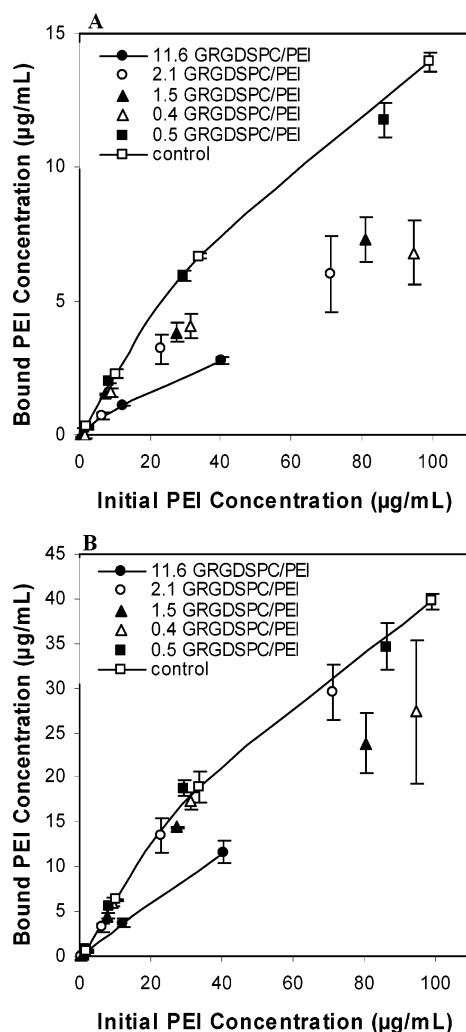 A
15
10
5
0
Bound PEI Concentration (µg/mL)
11.6 GRGDSPC/PEI
2.1 GRGDSPC/PEI
1.5 GRGDSPC/PEI
0.4 GRGDSPC/PEI
0.5 GRGDSPC/PEI
control
0 20 40 60 80 100
Initial PEI Concentration (µg/mL)
B
45
40
35
30
25
20
15
10
5
0
Bound PEI Concentration (µg/mL)
11.6 GRGDSPC/PEI
2.1 GRGDSPC/PEI
1.5 GRGDSPC/PEI
0.4 GRGDSPC/PEI
0.5 GRGDSPC/PEI
control
0 20 40 60 80 100
Initial PEI Concentration (µg/mL)